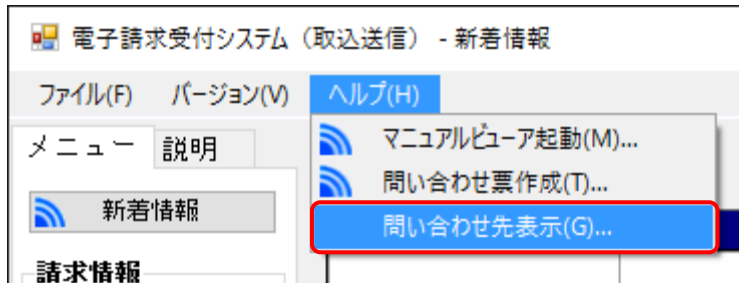 電子請求受付システム（取込送信） - 新着情報
ファイル(F) バージョン(V) ヘルプ(H)
メニュー 説明
マニュアルビューア起動(M)...
問い合わせ票作成(T)...
問い合わせ先表示(G)...
新着情報
請求情報